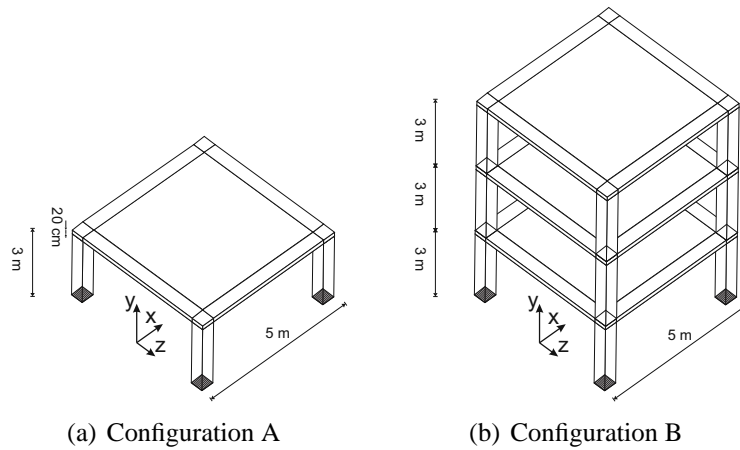 20 cm
3 m
y
x
z
5 m
(a) Configuration A
3 m
3 m
3 m
y
x
z
5 m
(b) Configuration B